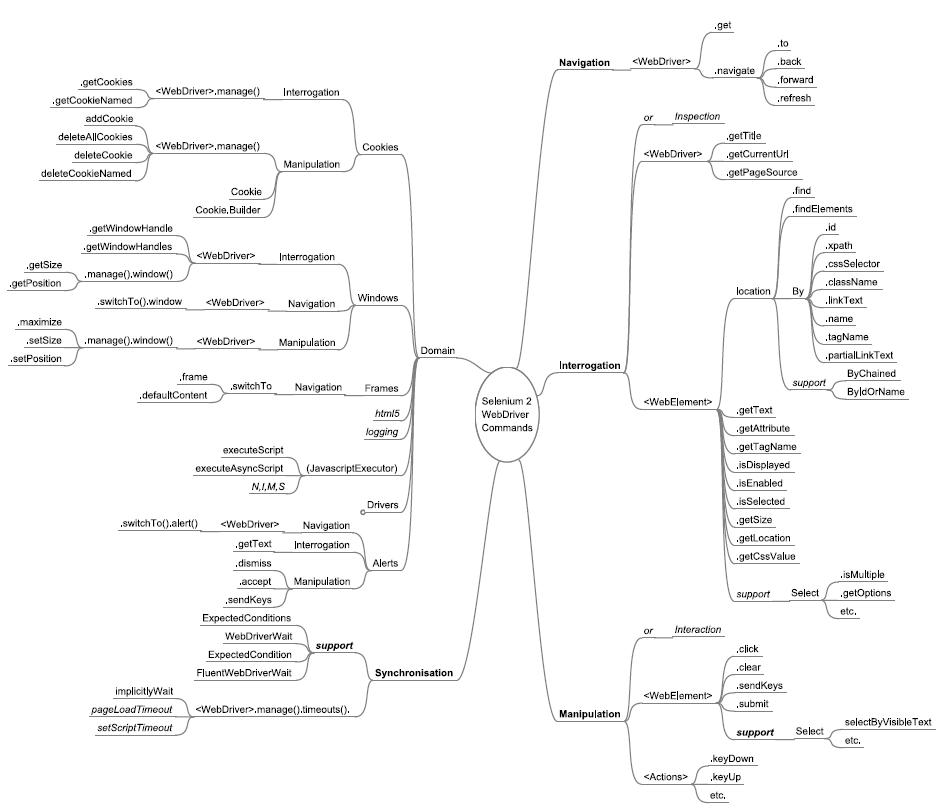 Selenium 2
WebDriver
Commands
Navigation
<WebDriver>
.get
.navigate
.to
.back
.forward
.refresh
Interrogation
or
Inspection
<WebDriver>
.getTitle
.getCurrentUrl
.getPageSource
<WebElement>
location
.find
.findElements
By
.id
.xpath
.cssSelector
.className
.linkText
.name
.tagName
.partialLinkText
support
ByChained
ByIdOrName
.getText
.getAttribute
.getTagName
.isDisplayed
.isEnabled
.isSelected
.getSize
.getLocation
.getCssValue
support
Select
.isMultiple
.getOptions
etc.
Manipulation
or
Interaction
<WebElement>
.click
.clear
.sendKeys
.submit
support
Select
selectByVisibleText
etc.
<Actions>
.keyDown
.keyUp
etc.
Domain
Cookies
Interrogation
<WebDriver>.manage()
.getCookies
.getCookieNamed
Manipulation
<WebDriver>.manage()
addCookie
deleteAllCookies
deleteCookie
deleteCookieNamed
Cookie
Cookie.Builder
Windows
Interrogation
<WebDriver>
.getWindowHandle
.getWindowHandles
.manage().window()
.getSize
.getPosition
Navigation
<WebDriver>
.switchTo().window
Manipulation
<WebDriver>
.manage().window()
.maximize
.setSize
.setPosition
Frames
Navigation
.switchTo
.frame
.defaultContent
html5
logging
(JavascriptExecutor)
executeScript
executeAsyncScript
N,I,M,S
Drivers
Alerts
Navigation
<WebDriver>
.switchTo().alert()
Interrogation
.getText
Manipulation
.dismiss
.accept
.sendKeys
Synchronisation
support
ExpectedConditions
WebDriverWait
ExpectedCondition
FluentWebDriverWait
<WebDriver>.manage().timeouts().
implicitlyWait
pageLoadTimeout
setScriptTimeout